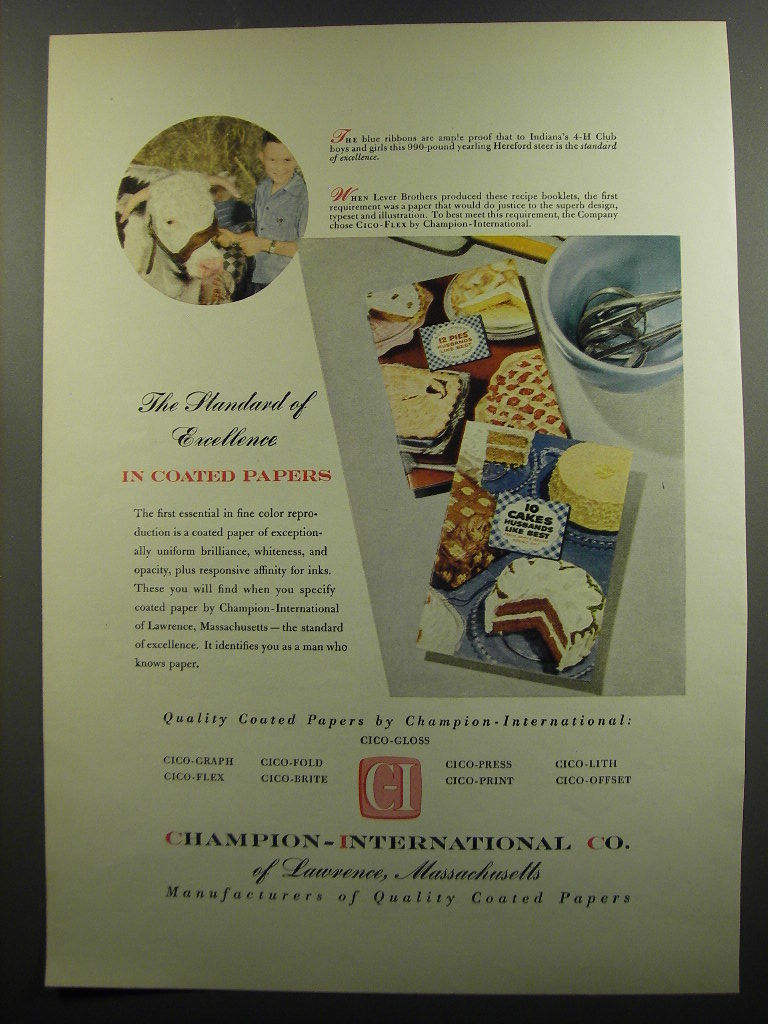 THE blue ribbons are ample proof that to Indiana's 4-H Club
boys and girls this 990-pound yearling Hereford steer is the standard
of excellence.
WHEN Lever Brothers produced these recipe booklets, the first
requirement was a paper that would do justice to the superb design,
typeset and illustration. To best meet this requirement, the Company
chose CICO-FLEX by Champion-International.
12 PIES
HUSBANDS
LIKE BEST
10
CAKES
HUSBANDS
LIKE BEST
The Standard of
Excellence
IN COATED PAPERS
The first essential in fine color repro-
duction is a coated paper of exception-
ally uniform brilliance, whiteness, and
opacity, plus responsive affinity for inks.
These you will find when you specify
coated paper by Champion-International
of Lawrence, Massachusetts — the standard
of excellence. It identifies you as a man who
knows paper.
Quality Coated Papers by Champion-International:
CICO-GLOSS
CICO-GRAPH CICO-FOLD CICO-PRESS CICO-LITH
CICO-FLEX CICO-BRITE CICO-PRINT CICO-OFFSET
C-I
CHAMPION-INTERNATIONAL CO.
of Lawrence, Massachusetts
Manufacturers of Quality Coated Papers